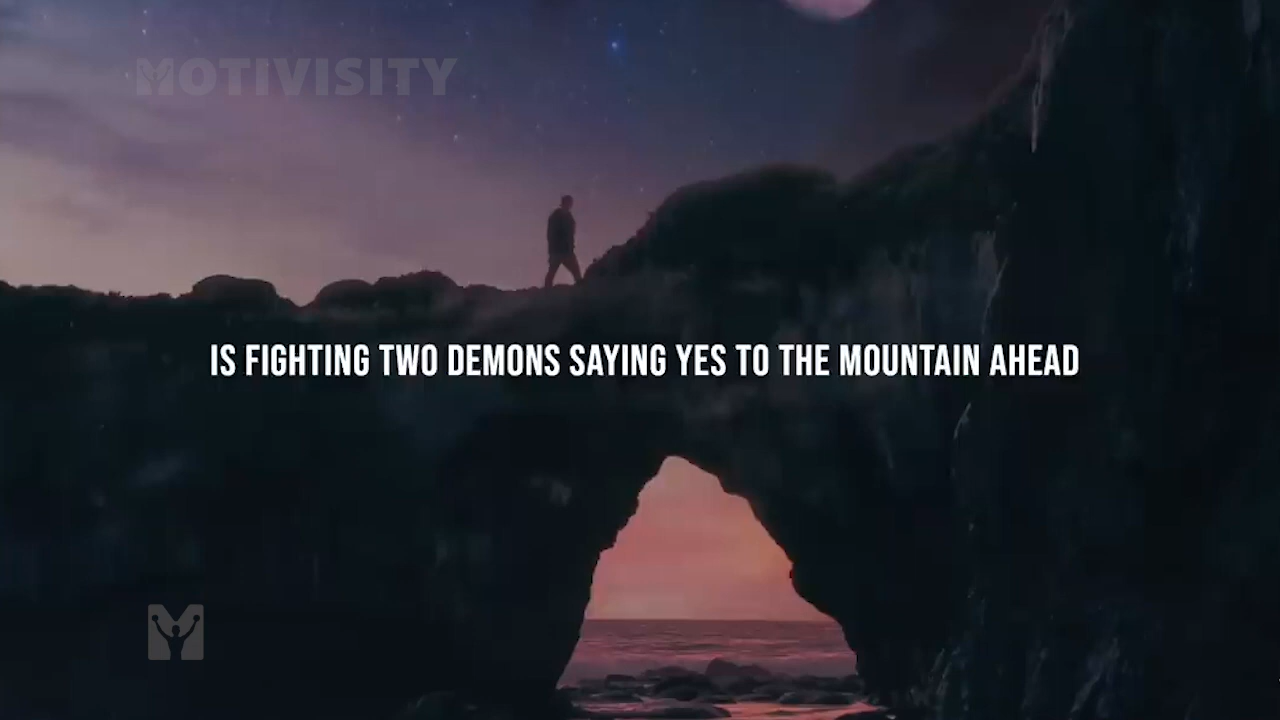 MOTIVISITY
IS FIGHTING TWO DEMONS SAYING YES TO THE MOUNTAIN AHEAD